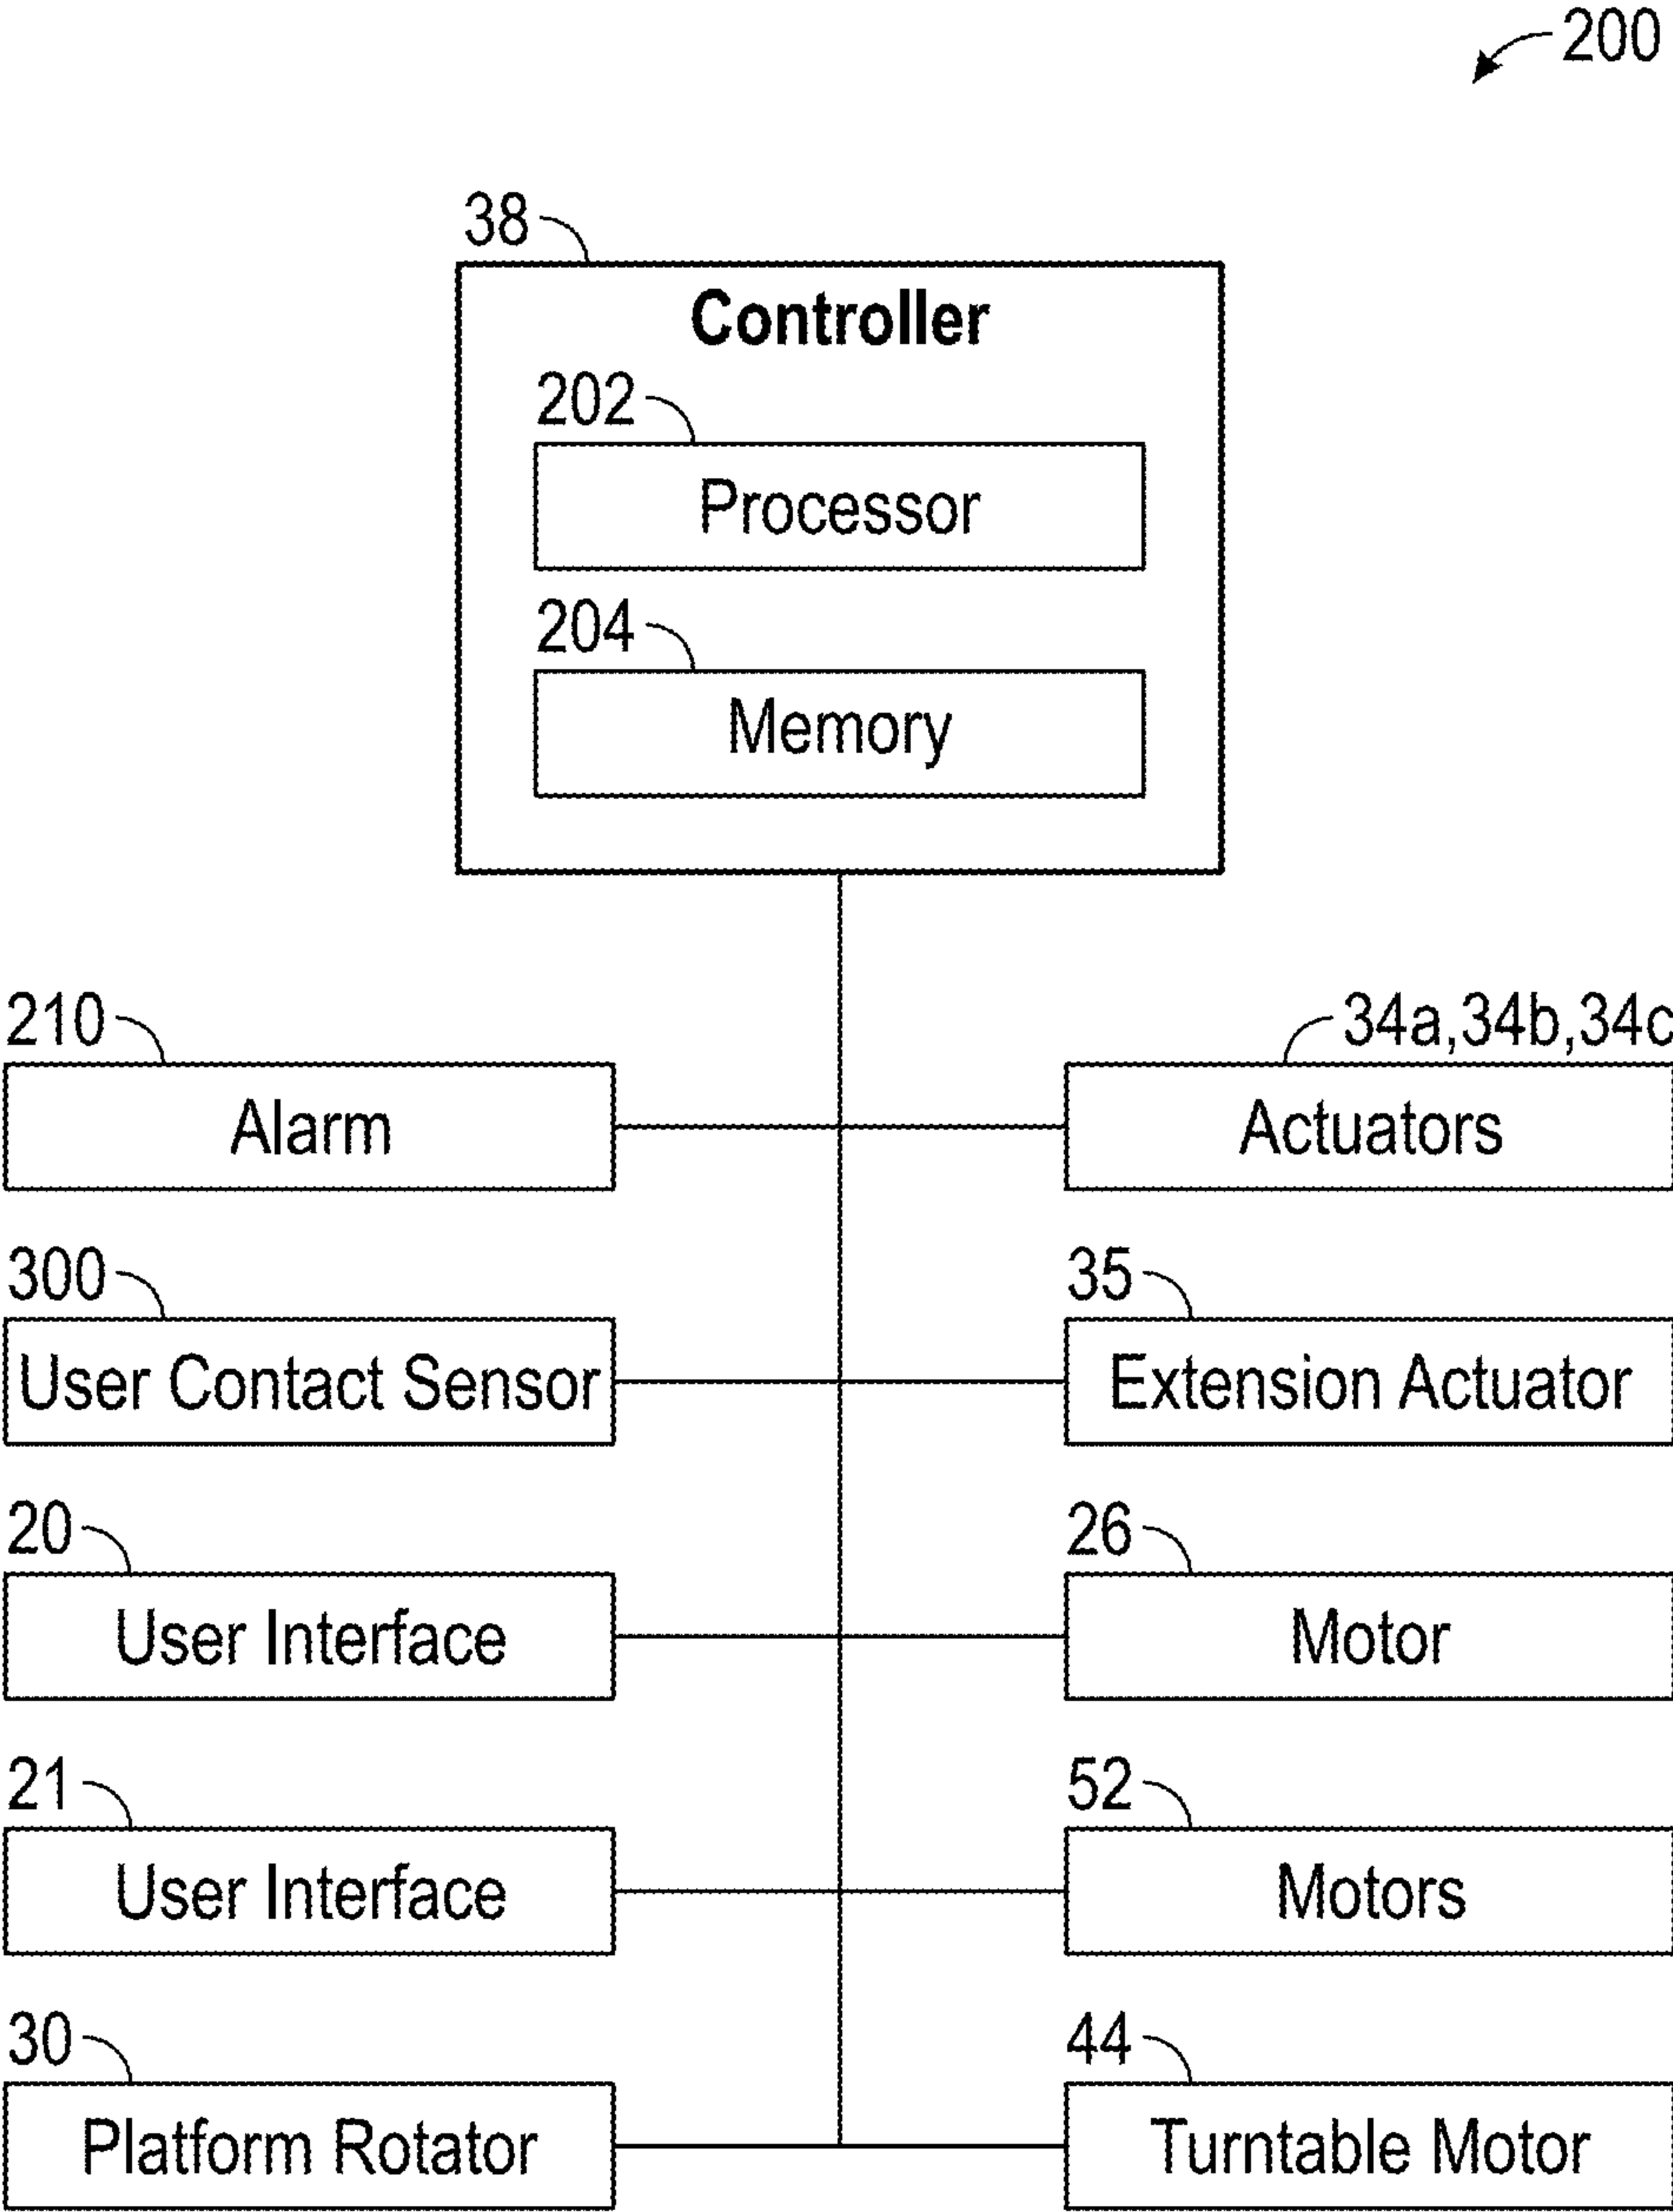 200
38
Controller
202
Processor
204
Memory
210
34a,34b,34c
Alarm
Actuators
300
35
User Contact Sensor
Extension Actuator
20
26
User Interface
Motor
21
52
User Interface
Motors
30
44
Platform Rotator
Turntable Motor